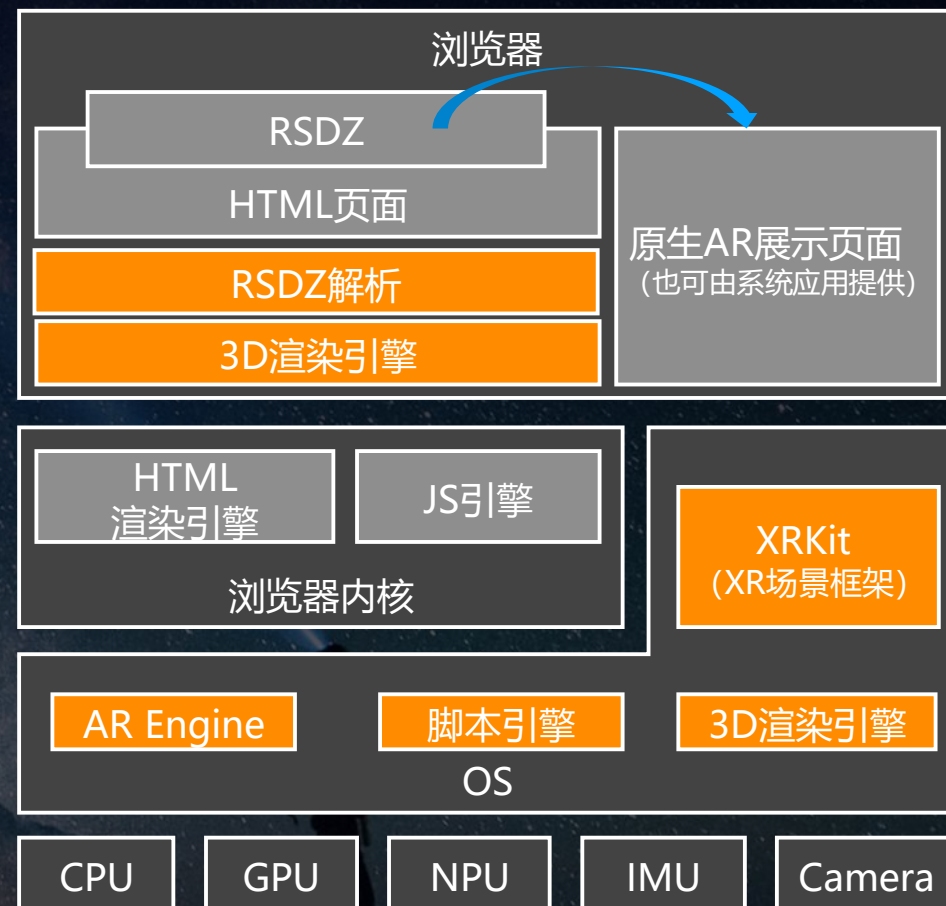 浏览器
RSDZ
HTML页面
原生AR展示页面
（也可由系统应用提供）
RSDZ解析
3D渲染引擎
HTML
渲染引擎
JS引擎
浏览器内核
XRKit
（XR场景框架）
AR Engine
脚本引擎
3D渲染引擎
OS
CPU
GPU
NPU
IMU
Camera